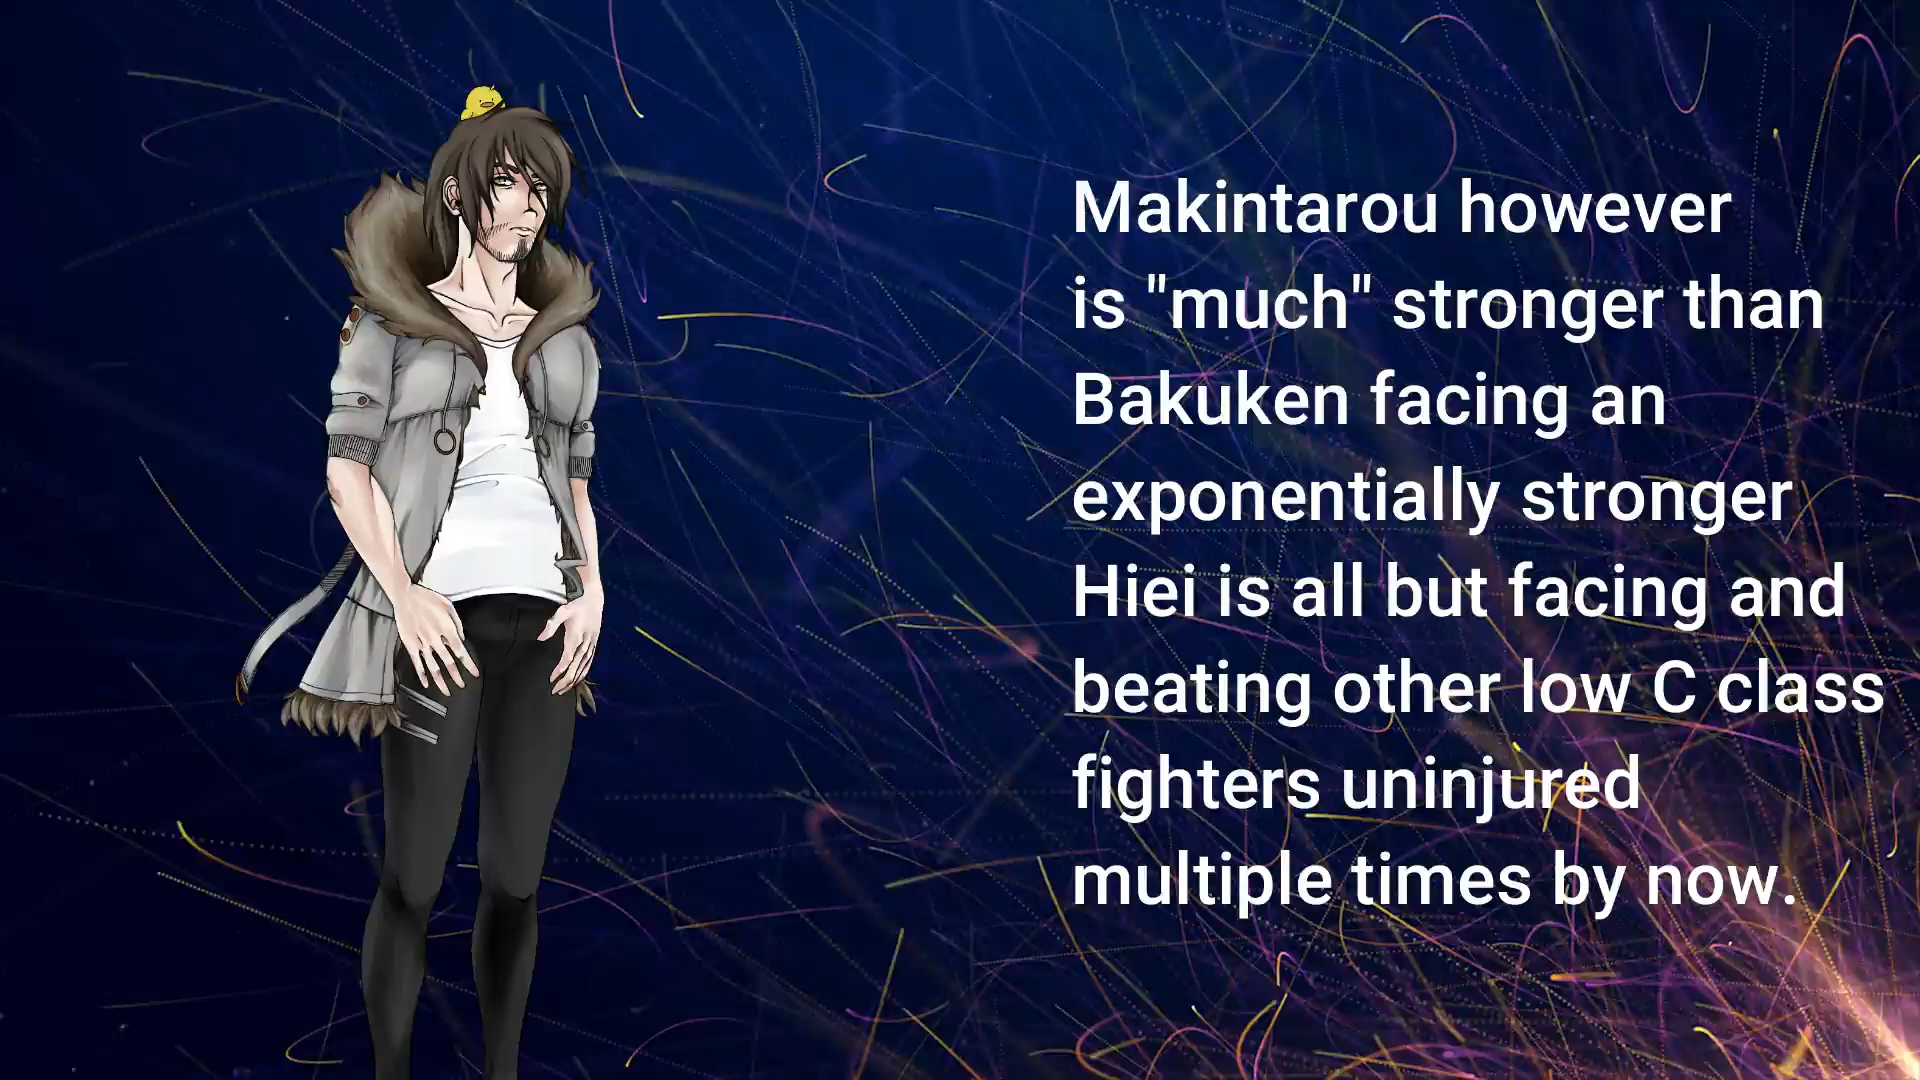 Makintarou however
is "much" stronger than
Bakuken facing an
exponentially stronger
Hiei is all but facing and
beating other low C class
fighters uninjured
multiple times by now.